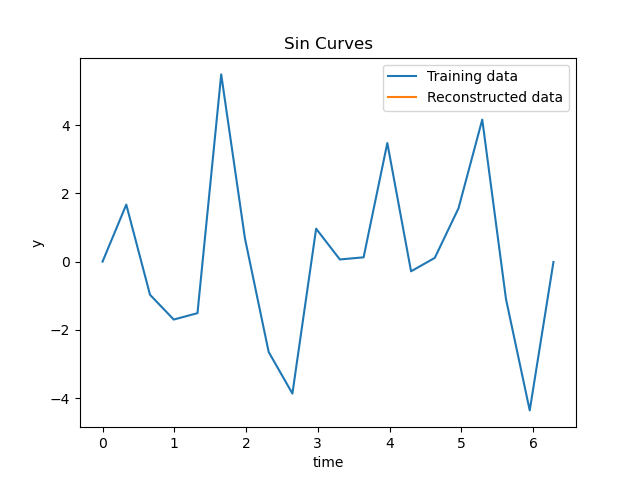 Sin Curves
Training data
Reconstructed data
y
4
2
0
−2
−4
0 1 2 3 4 5 6
time